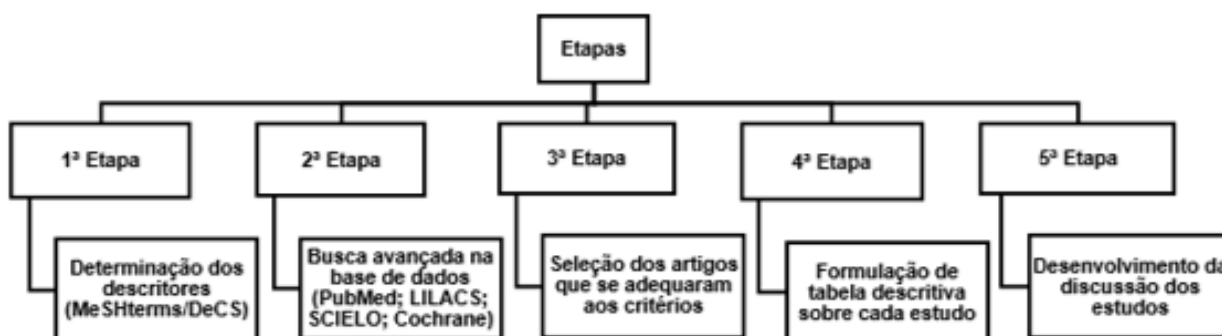 Etapas
1ª Etapa
2ª Etapa
3ª Etapa
4ª Etapa
5ª Etapa
Determinação dos
descritores
(MeSHterms/DeCS)
Busca avançada na
base de dados
(PubMed; LILACS;
SCIELO; Cochrane)
Seleção dos artigos
que se adequaram
aos critérios
Formulação de
tabela descritiva
sobre cada estudo
Desenvolvimento da
discussão dos
estudos